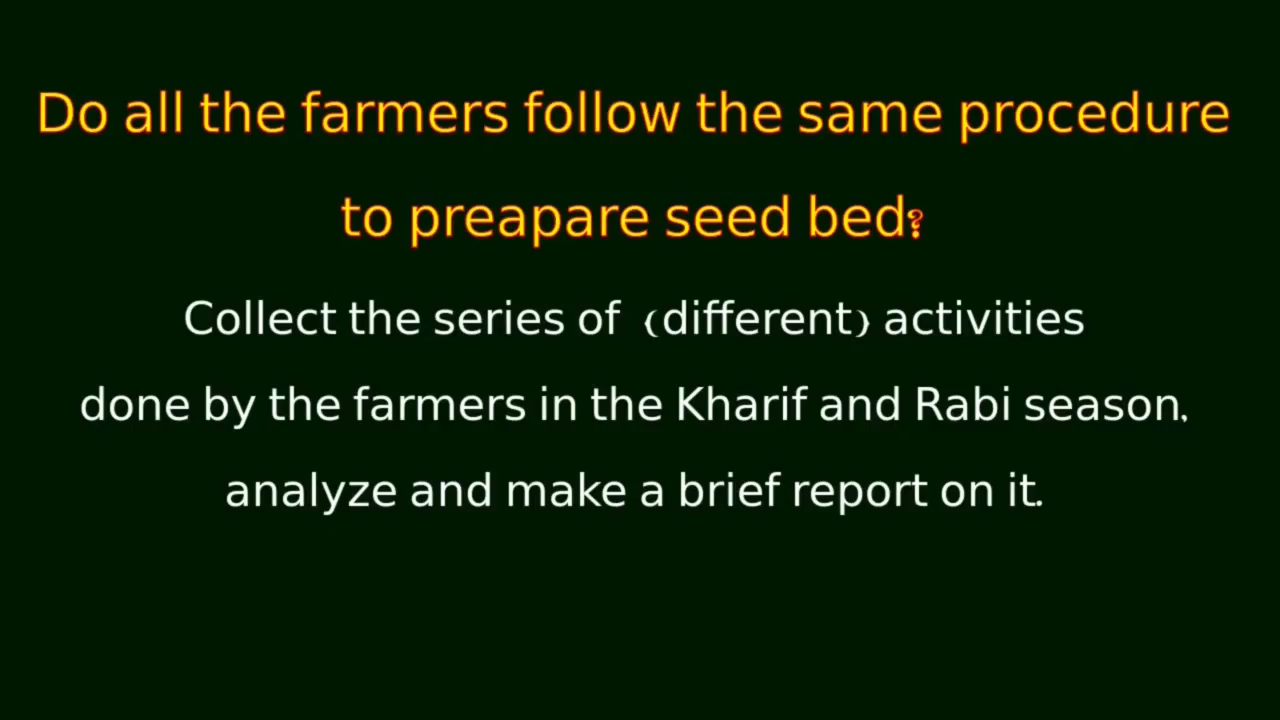 Do all the farmers follow the same procedure
to preapare seed bed?
Collect the series of (different) activities
done by the farmers in the Kharif and Rabi season,
analyze and make a brief report on it.